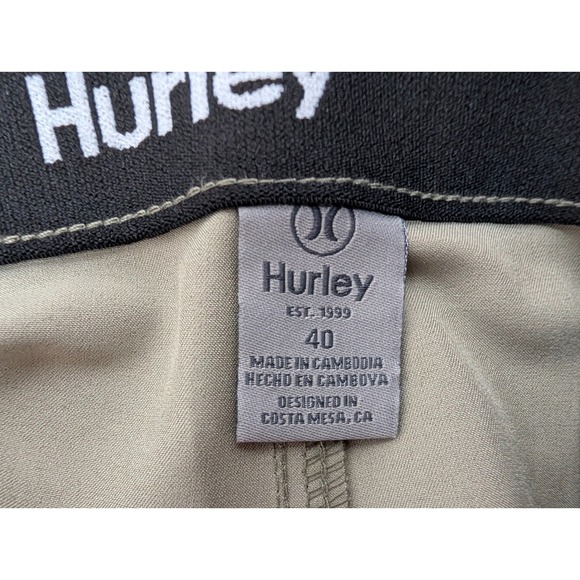 Hurley
Hurley
EST. 1999
40
MADE IN CAMBODIA
HECHO EN CAMBOYA
DESIGNED IN
COSTA MESA, CA